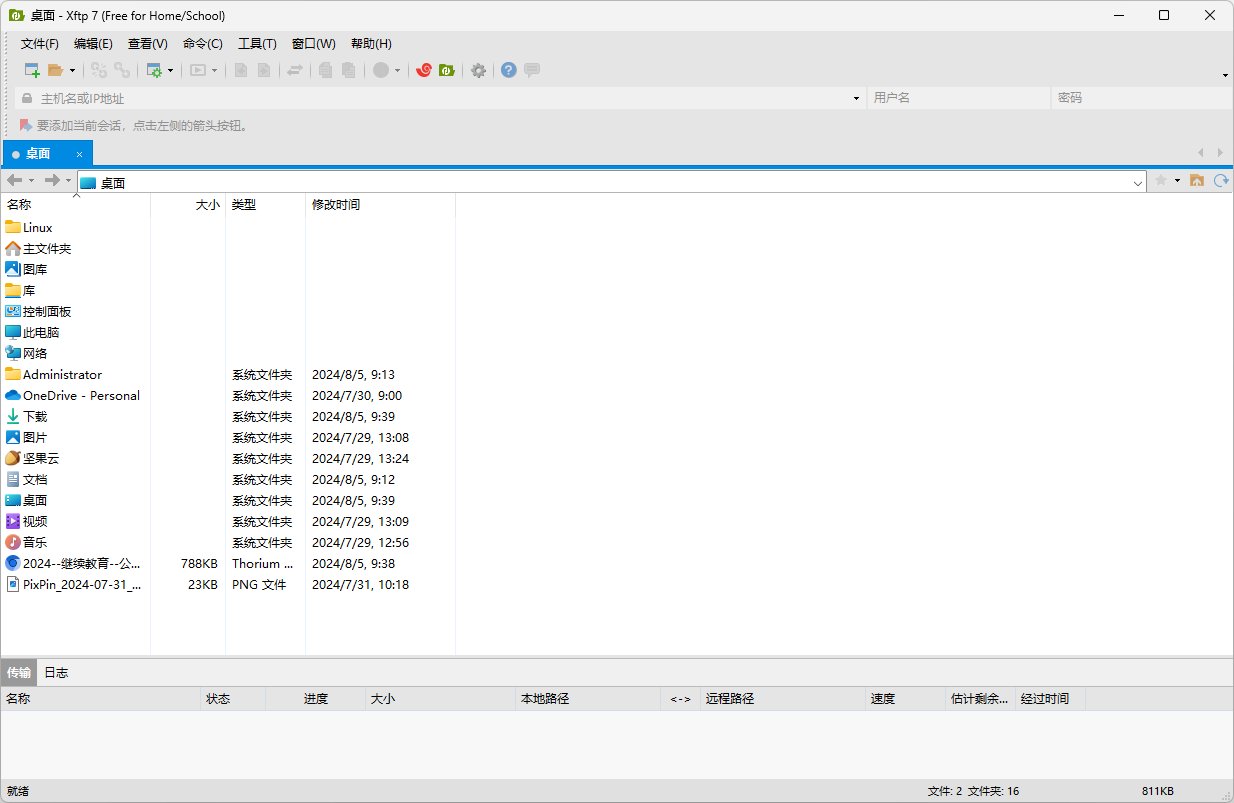 桌面 - Xftp 7 (Free for Home/School)
文件(F) 编辑(E) 查看(V) 命令(C) 工具(T) 窗口(W) 帮助(H)
主机名或IP地址 用户名 密码
要添加当前会话，点击左侧的箭头按钮。
桌面 ×
桌面
名称 大小 类型 修改时间
Linux
主文件夹
图库
库
控制面板
此电脑
网络
Administrator 系统文件夹 2024/8/5, 9:13
OneDrive - Personal 系统文件夹 2024/7/30, 9:00
下载 系统文件夹 2024/8/5, 9:39
图片 系统文件夹 2024/7/29, 13:08
坚果云 系统文件夹 2024/7/29, 13:24
文档 系统文件夹 2024/8/5, 9:12
桌面 系统文件夹 2024/8/5, 9:39
视频 系统文件夹 2024/7/29, 13:09
音乐 系统文件夹 2024/7/29, 12:56
2024--继续教育--公... 788KB Thorium ... 2024/8/5, 9:38
PixPin_2024-07-31_... 23KB PNG 文件 2024/7/31, 10:18
传输 日志
名称 状态 进度 大小 本地路径 <-> 远程路径 速度 估计剩余... 经过时间
就绪 文件: 2 文件夹: 16 811KB